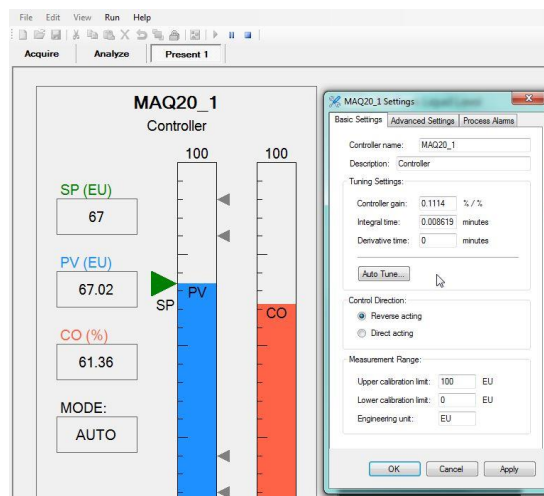 File Edit View Run Help
Acquire Analyze Present 1
MAQ20_1
Controller
100 100
SP (EU)
67
PV (EU)
67.02
SP
PV
CO
CO (%)
61.36
MODE:
AUTO
MAQ20_1 Settings
Basic Settings Advanced Settings Process Alarms
Controller name: MAQ20_1
Description: Controller
Tuning Settings:
Controller gain: 0.1114 % / %
Integral time: 0.008619 minutes
Derivative time: 0 minutes
Auto Tune...
Control Direction:
Reverse acting
Direct acting
Measurement Range:
Upper calibration limit: 100 EU
Lower calibration limit: 0 EU
Engineering unit: EU
OK Cancel Apply